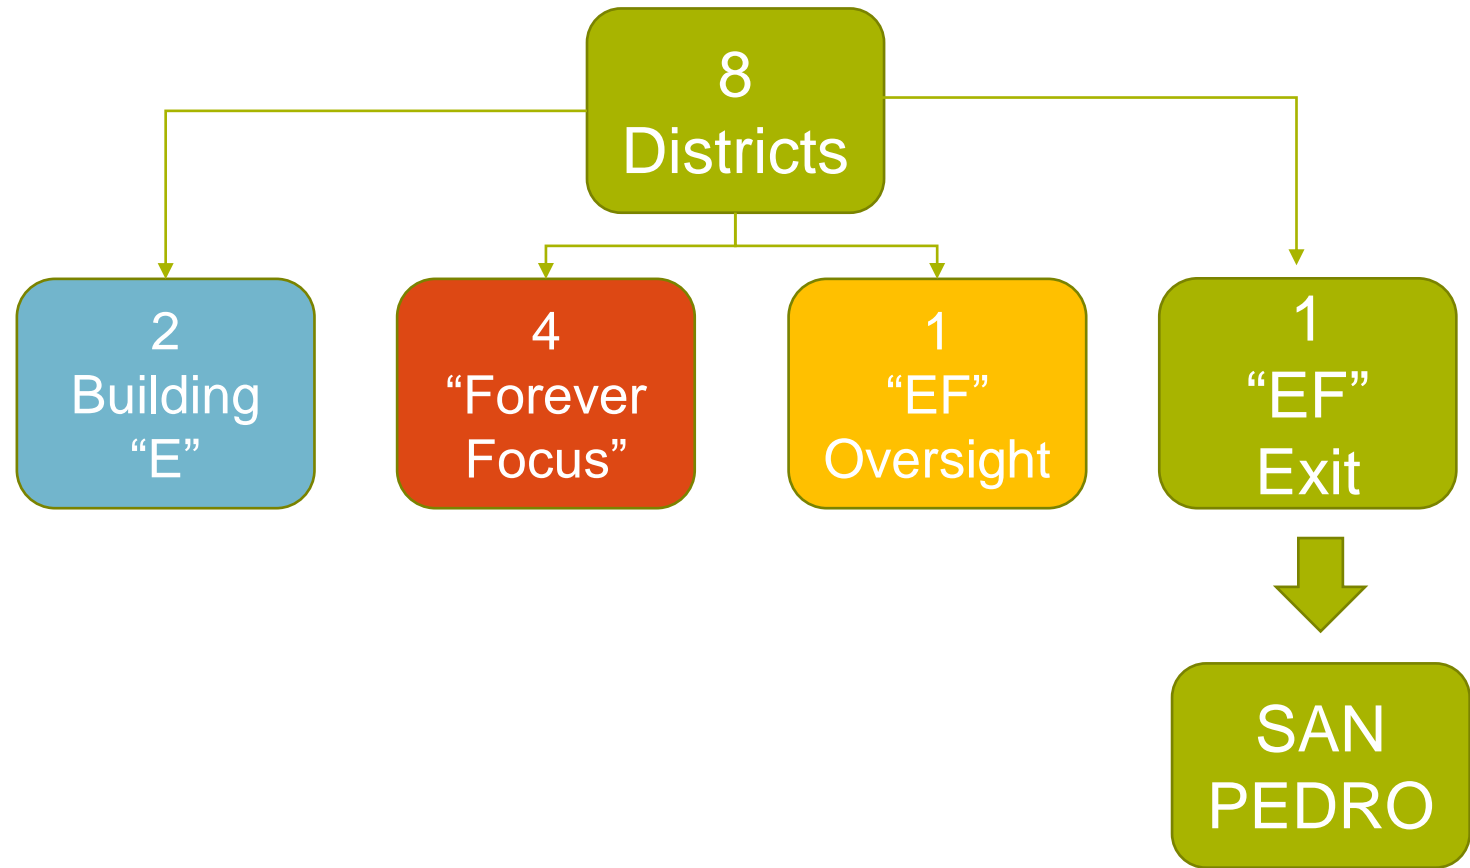 8
Districts
2
Building
“E”
4
“Forever
Focus”
1
“EF”
Oversight
1
“EF”
Exit
SAN
PEDRO